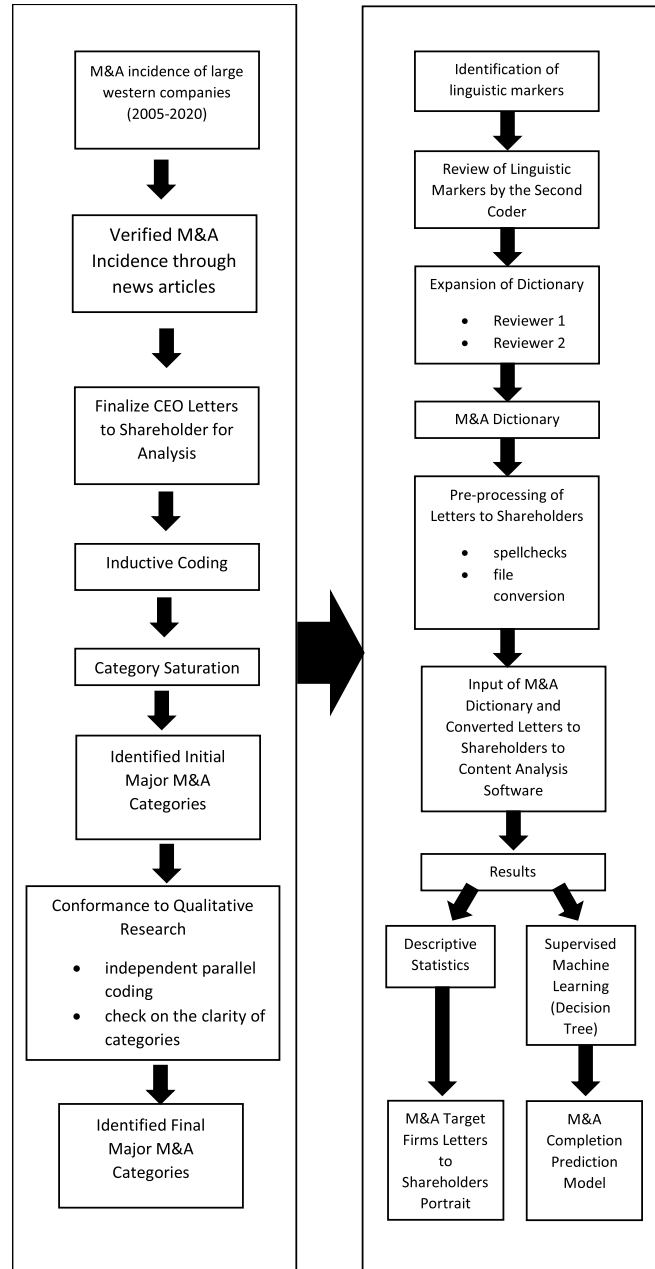 M&A incidence of large
western companies
(2005-2020)
Verified M&A
Incidence through
news articles
Finalize CEO Letters
to Shareholder for
Analysis
Inductive Coding
Category Saturation
Identified Initial
Major M&A
Categories
Conformance to Qualitative
Research
• independent parallel
coding
• check on the clarity of
categories
Identified Final
Major M&A
Categories
Identification of
linguistic markers
Review of Linguistic
Markers by the Second
Coder
Expansion of Dictionary
• Reviewer 1
• Reviewer 2
M&A Dictionary
Pre-processing of
Letters to Shareholders
• spellchecks
• file
conversion
Input of M&A
Dictionary and
Converted Letters to
Shareholders to
Content Analysis
Software
Results
Descriptive
Statistics
Supervised
Machine
Learning
(Decision
Tree)
M&A Target
Firms Letters
to
Shareholders
Portrait
M&A
Completion
Prediction
Model